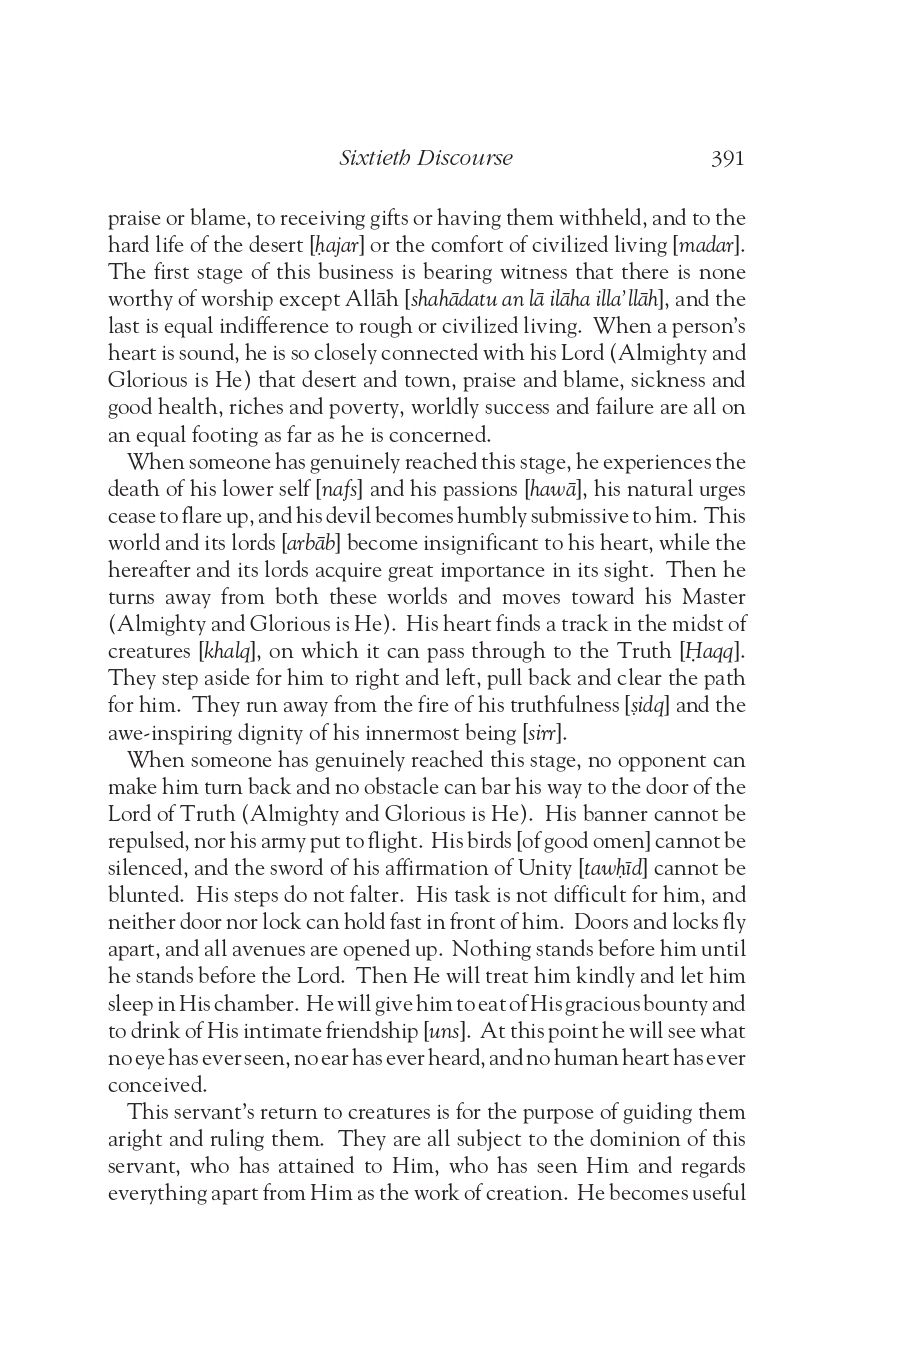 Sixtieth Discourse 391
praise or blame, to receiving gifts or having them withheld, and to the
hard life of the desert [ḥajar] or the comfort of civilized living [madar].
The first stage of this business is bearing witness that there is none
worthy of worship except Allāh [shahādatu an lā ilāha illa’llāh], and the
last is equal indifference to rough or civilized living. When a person’s
heart is sound, he is so closely connected with his Lord (Almighty and
Glorious is He) that desert and town, praise and blame, sickness and
good health, riches and poverty, worldly success and failure are all on
an equal footing as far as he is concerned.
When someone has genuinely reached this stage, he experiences the
death of his lower self [nafs] and his passions [hawā], his natural urges
cease to flare up, and his devil becomes humbly submissive to him. This
world and its lords [arbāb] become insignificant to his heart, while the
hereafter and its lords acquire great importance in its sight. Then he
turns away from both these worlds and moves toward his Master
(Almighty and Glorious is He). His heart finds a track in the midst of
creatures [khalq], on which it can pass through to the Truth [Ḥaqq].
They step aside for him to right and left, pull back and clear the path
for him. They run away from the fire of his truthfulness [ṣidq] and the
awe-inspiring dignity of his innermost being [sirr].
When someone has genuinely reached this stage, no opponent can
make him turn back and no obstacle can bar his way to the door of the
Lord of Truth (Almighty and Glorious is He). His banner cannot be
repulsed, nor his army put to flight. His birds [of good omen] cannot be
silenced, and the sword of his affirmation of Unity [tawḥīd] cannot be
blunted. His steps do not falter. His task is not difficult for him, and
neither door nor lock can hold fast in front of him. Doors and locks fly
apart, and all avenues are opened up. Nothing stands before him until
he stands before the Lord. Then He will treat him kindly and let him
sleep in His chamber. He will give him to eat of His gracious bounty and
to drink of His intimate friendship [uns]. At this point he will see what
no eye has ever seen, no ear has ever heard, and no human heart has ever
conceived.
This servant’s return to creatures is for the purpose of guiding them
aright and ruling them. They are all subject to the dominion of this
servant, who has attained to Him, who has seen Him and regards
everything apart from Him as the work of creation. He becomes useful